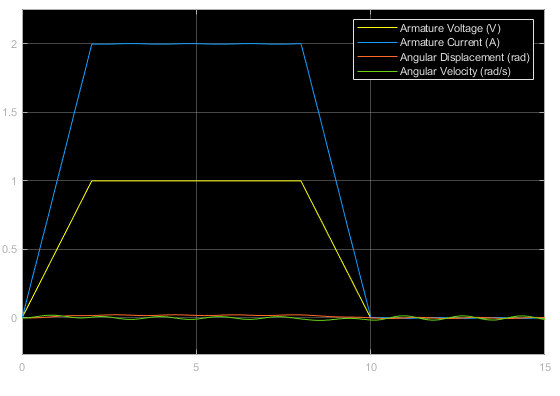 Armature Voltage (V)
Armature Current (A)
Angular Displacement (rad)
Angular Velocity (rad/s)
2
1.5
1
0.5
0
0
5
10
15